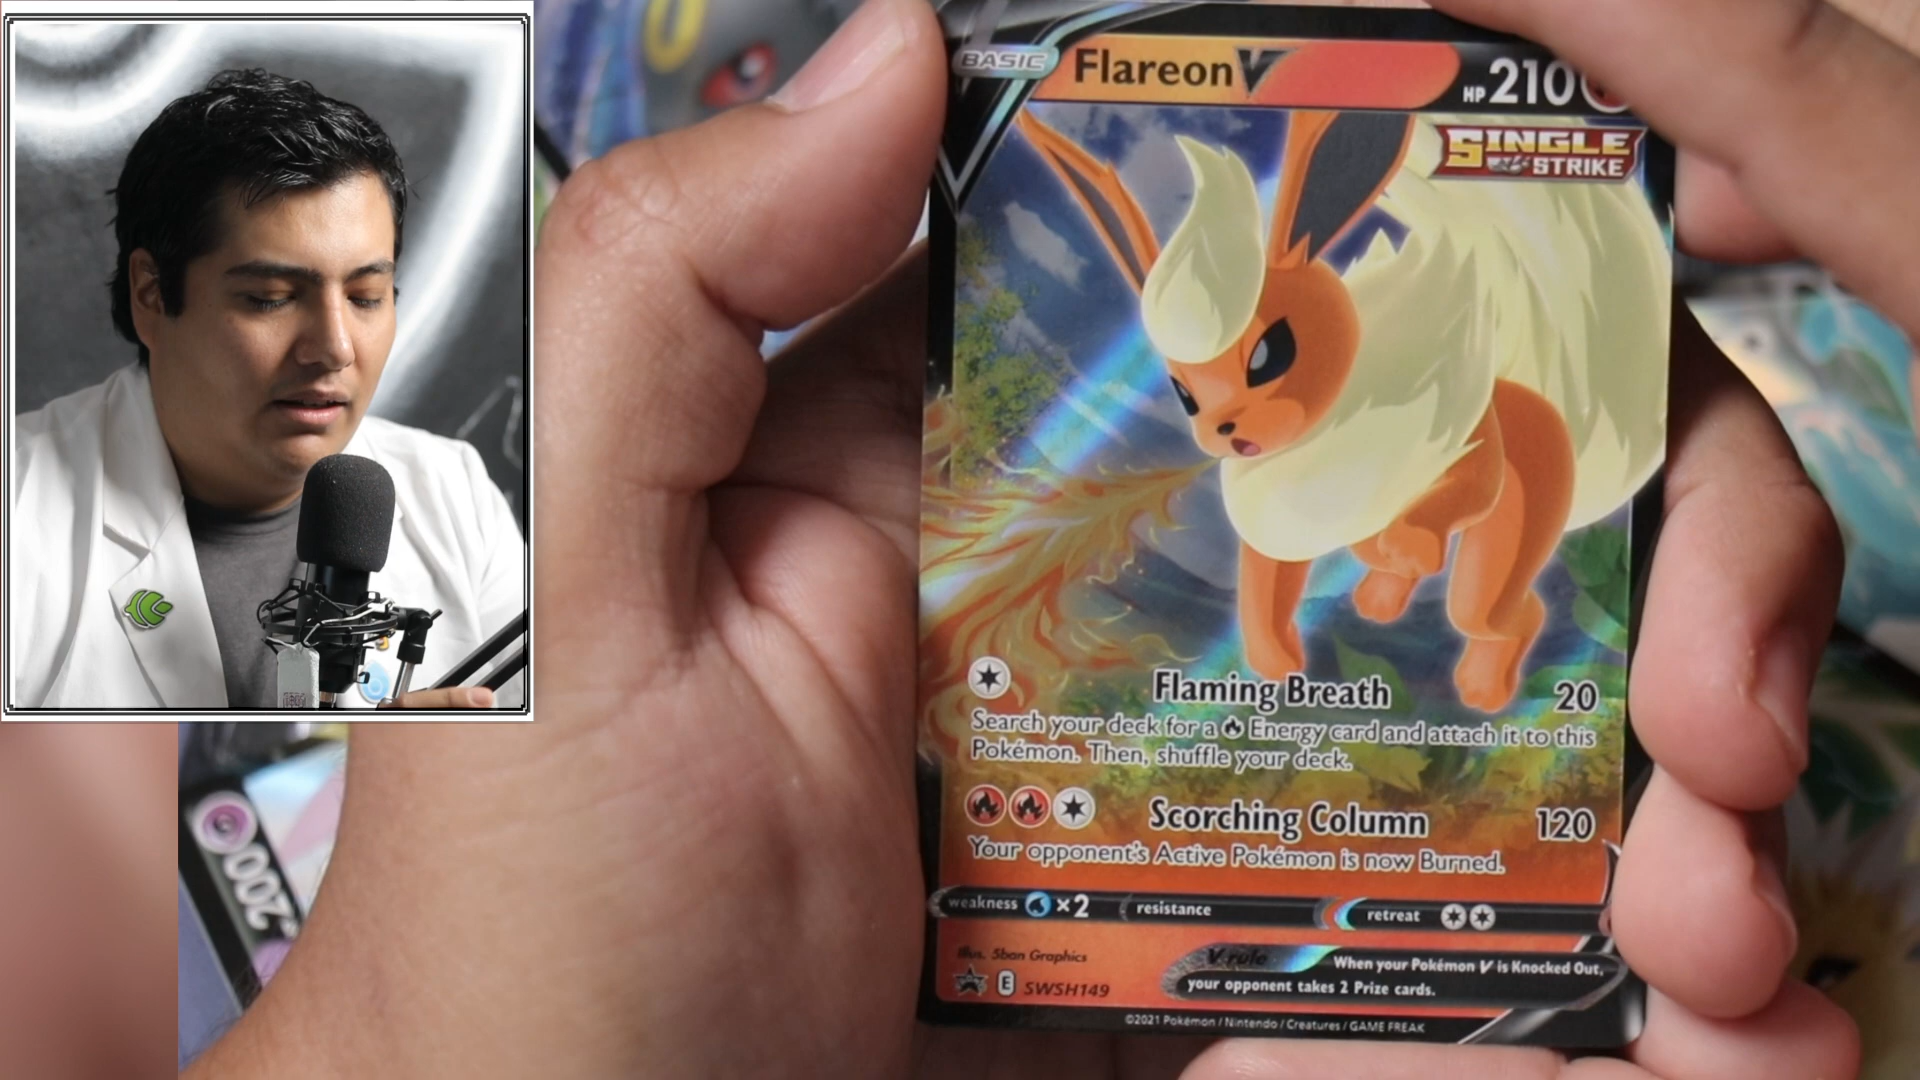 BASIC
Flareon V
HP 210
SINGLE
STRIKE
Flaming Breath 20
Search your deck for a Energy card and attach it to this
Pokémon. Then, shuffle your deck.
Scorching Column 120
Your opponent's Active Pokémon is now Burned.
weakness ×2 resistance retreat
Illus. 5ban Graphics
V rule When your Pokémon V is Knocked Out,
your opponent takes 2 Prize cards.
E SWSH149
©2021 Pokémon / Nintendo / Creatures / GAME FREAK
200